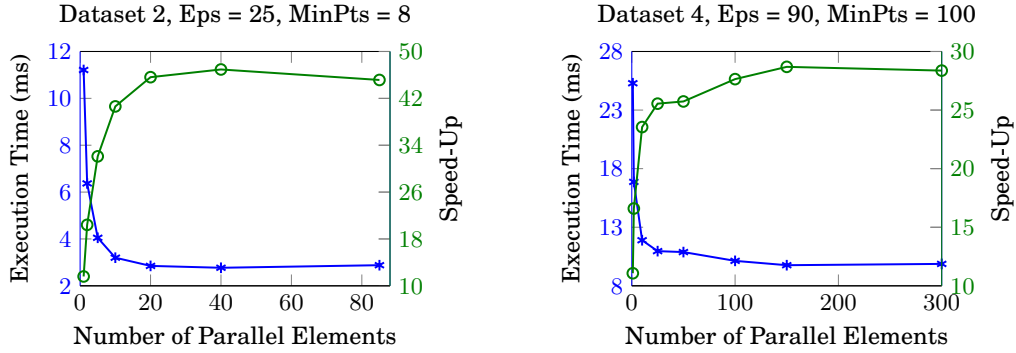 Dataset 2, Eps = 25, MinPts = 8
Execution Time (ms)
12
10
8
6
4
2
50
42
34
26
18
10
Speed-Up
0 20 40 60 80
Number of Parallel Elements
Dataset 4, Eps = 90, MinPts = 100
Execution Time (ms)
28
23
18
13
8
30
25
20
15
10
Speed-Up
0 100 200 300
Number of Parallel Elements